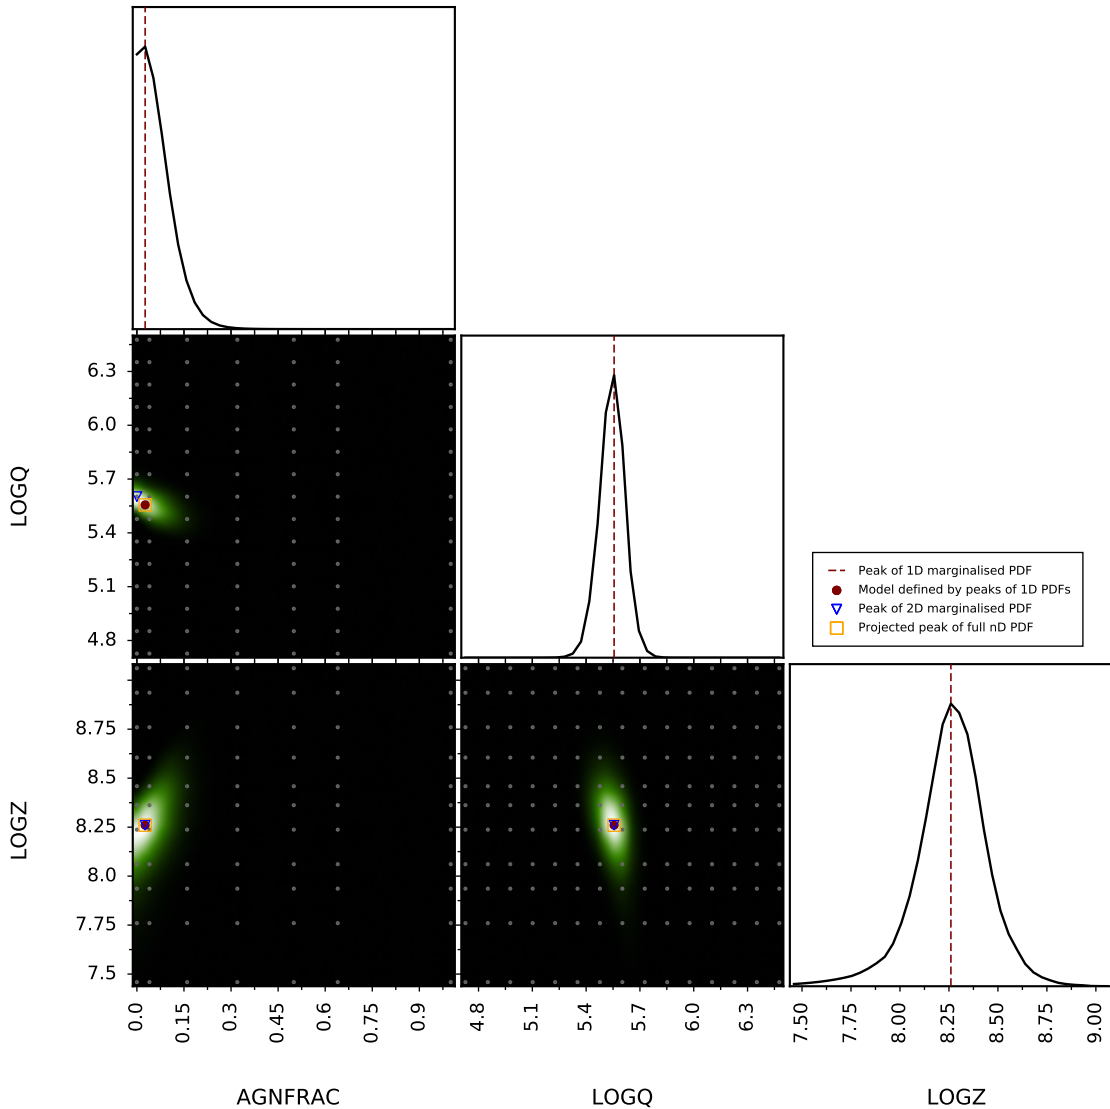 6.3
6.0
5.7
5.4
5.1
4.8
LOGQ
Peak of 1D marginalised PDF
Model defined by peaks of 1D PDFs
Peak of 2D marginalised PDF
Projected peak of full nD PDF
8.75
8.5
8.25
8.0
7.75
7.5
LOGZ
0.0 0.15 0.3 0.45 0.6 0.75 0.9
4.8 5.1 5.4 5.7 6.0 6.3
7.50 7.75 8.00 8.25 8.50 8.75 9.00
AGNFRAC LOGQ LOGZ